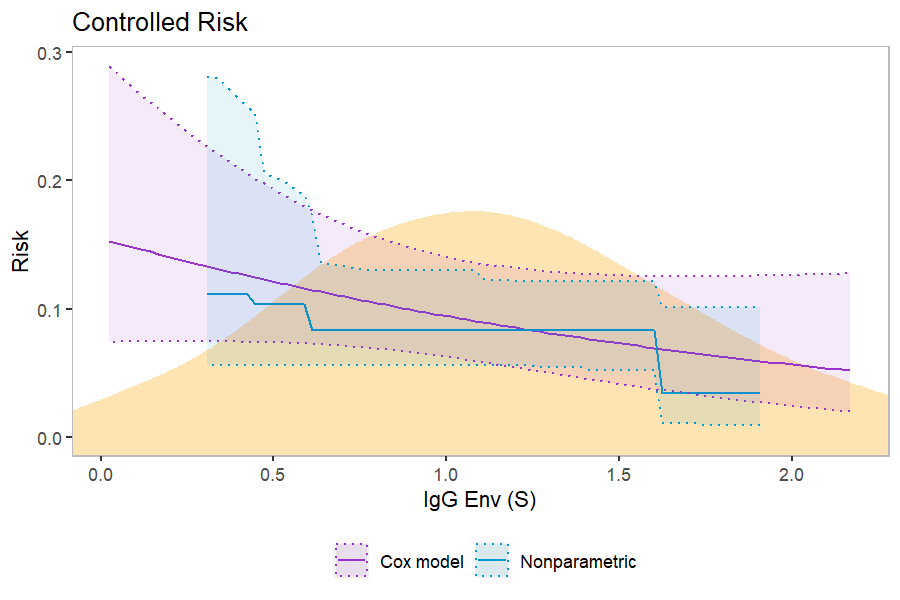 Controlled Risk
0.3
0.2
0.1
0.0
Risk
0.0 0.5 1.0 1.5 2.0
IgG Env (S)
Cox model Nonparametric